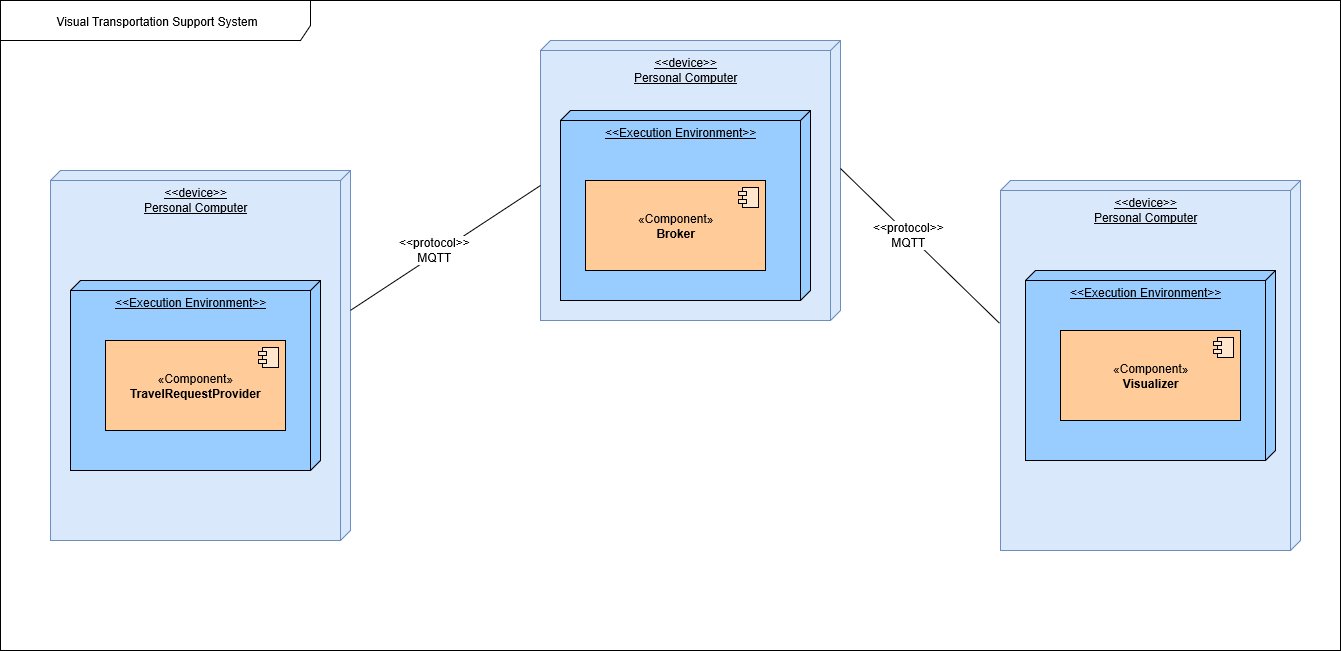 Visual Transportation Support System
<<device>>
Personal Computer
<<Execution Environment>>
«Component»
TravelRequestProvider
<<protocol>>
MQTT
<<device>>
Personal Computer
<<Execution Environment>>
«Component»
Broker
<<protocol>>
MQTT
<<device>>
Personal Computer
<<Execution Environment>>
«Component»
Visualizer